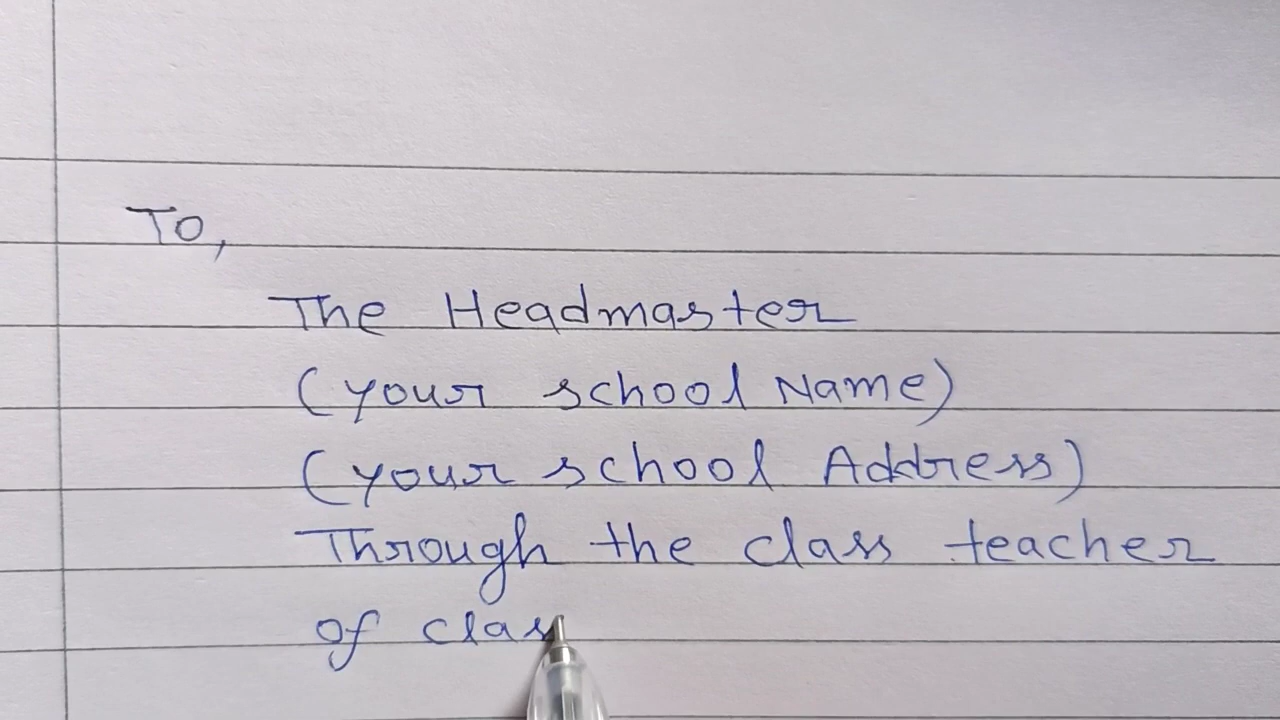 To,
The Headmaster
(your school Name)
(your school Address)
Through the class teacher
of clas